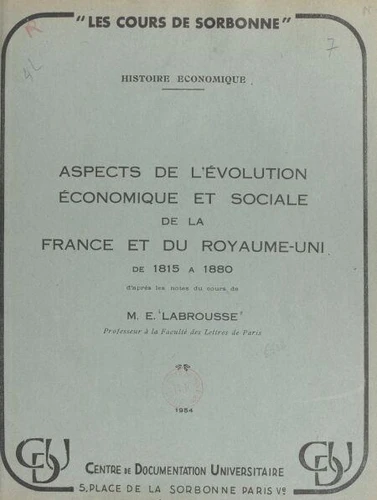 "LES COURS DE SORBONNE"
7
HISTOIRE ECONOMIQUE
ASPECTS DE L'ÉVOLUTION
ÉCONOMIQUE ET SOCIALE
DE LA
FRANCE ET DU ROYAUME-UNI
DE 1815 A 1880
d'après les notes du cours de
M. E. LABROUSSE
Professeur à la Faculté des Lettres de Paris
1954
CDU CDU
CENTRE DE DOCUMENTATION UNIVERSITAIRE
5, PLACE DE LA SORBONNE PARIS Ve